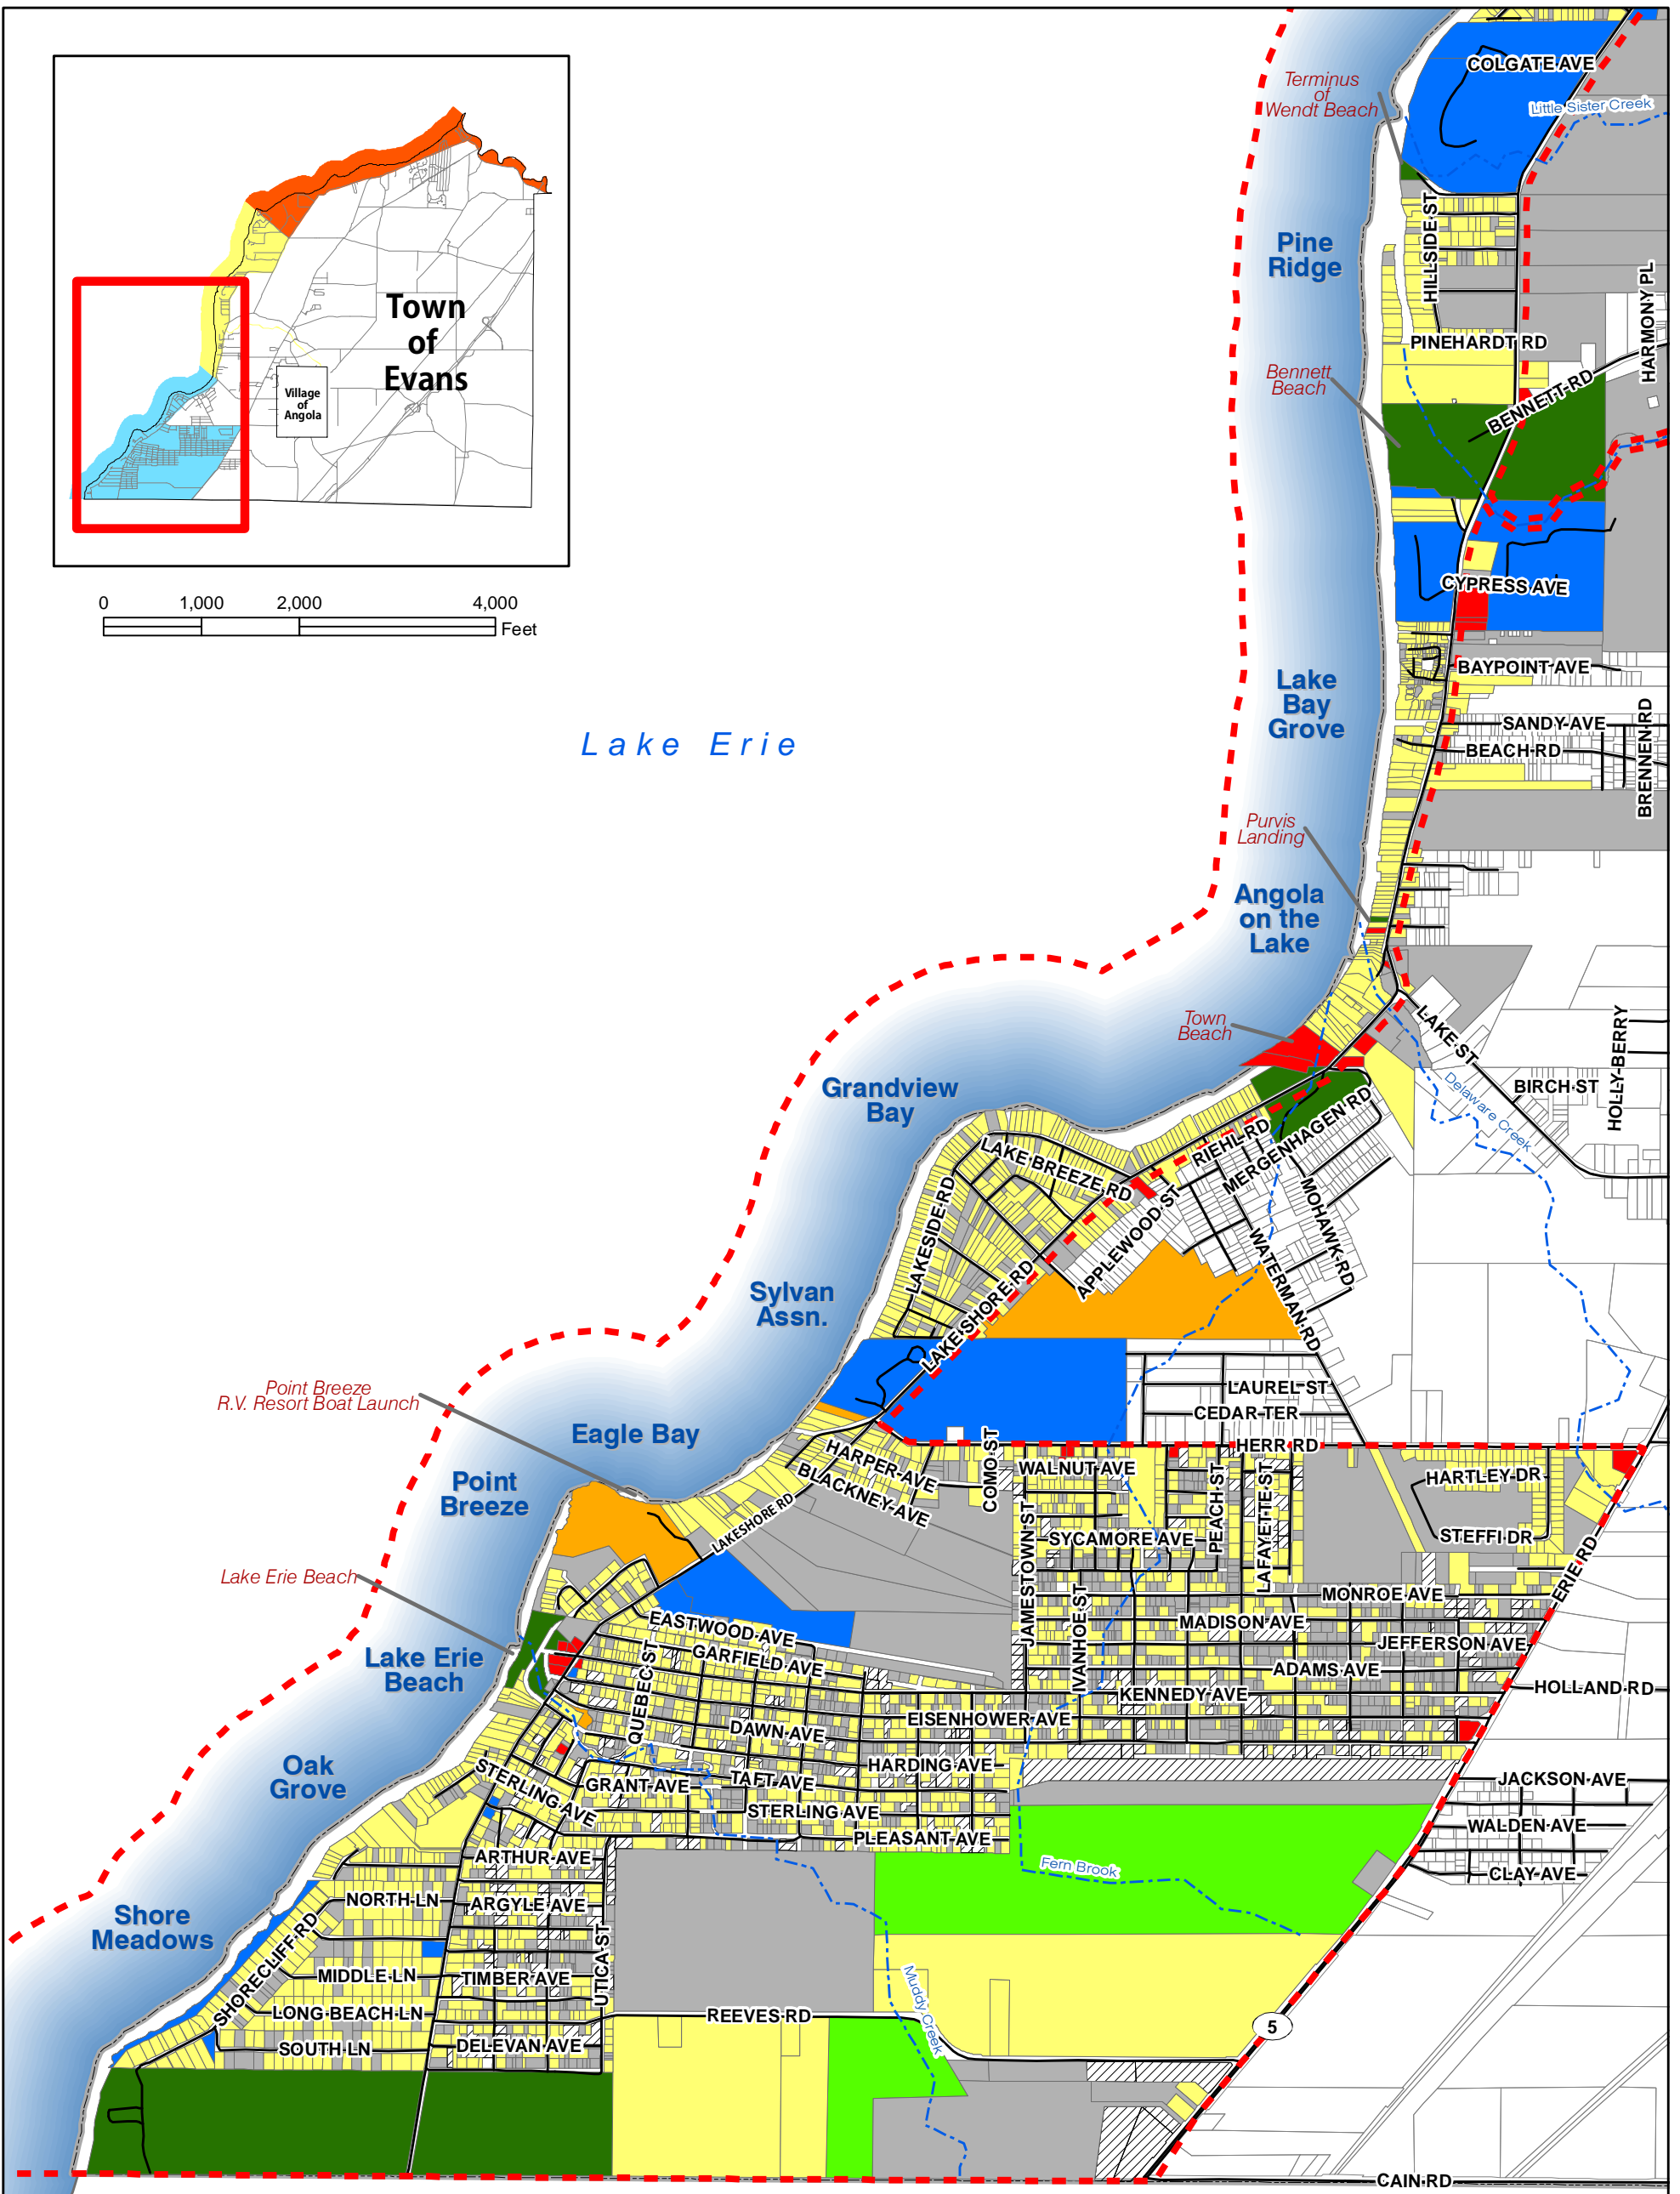 Town
of
Evans
Village
of
Angola
0 1,000 2,000 4,000
Feet
Lake Erie
Terminus
of
Wendt Beach
COLGATE AVE
Little Sister Creek
Pine
Ridge
HILLSIDE ST
HARMONY PL
PINEHARDT RD
Bennett
Beach
BENNETT RD
CYPRESS AVE
Lake
Bay
Grove
BAYPOINT AVE
SANDY AVE
BEACH RD
BRENNEN RD
Purvis
Landing
Angola
on the
Lake
Town
Beach
LAKE ST
HOLLY-BERRY
BIRCH ST
Delaware Creek
Grandview
Bay
RIEHL RD
MERGENHAGEN RD
LAKE BREEZE RD
LAKESIDE RD
APPLEWOOD ST
MOHAWK RD
WATERMAN RD
LAKE SHORE RD
Sylvan
Assn.
Point Breeze
R.V. Resort Boat Launch
LAUREL ST
CEDAR TER
HERR RD
Eagle Bay
HARPER AVE
BLACKNEY AVE
COMO ST
WALNUT AVE
HARTLEY DR
Point
Breeze
LAKESHORE RD
JAMESTOWN ST
SYCAMORE AVE
PEACH ST
LAFAYETTE ST
STEFFI DR
ERIE RD
Lake Erie Beach
MONROE AVE
IVANHOE ST
MADISON AVE
EASTWOOD AVE
GARFIELD AVE
JEFFERSON AVE
Lake Erie
Beach
ADAMS AVE
QUEBEC ST
KENNEDY AVE
HOLLAND RD
EISENHOWER AVE
DAWN AVE
Oak
Grove
HARDING AVE
STERLING AVE
GRANT AVE
TAFT AVE
JACKSON AVE
STERLING AVE
WALDEN AVE
PLEASANT AVE
ARTHUR AVE
Fern Brook
CLAY AVE
NORTH LN
ARGYLE AVE
Shore
Meadows
SHORECLIFF RD
UTICA ST
MIDDLE LN
TIMBER AVE
Muddy Creek
LONG BEACH LN
REEVES RD
5
SOUTH LN
DELEVAN AVE
CAIN RD